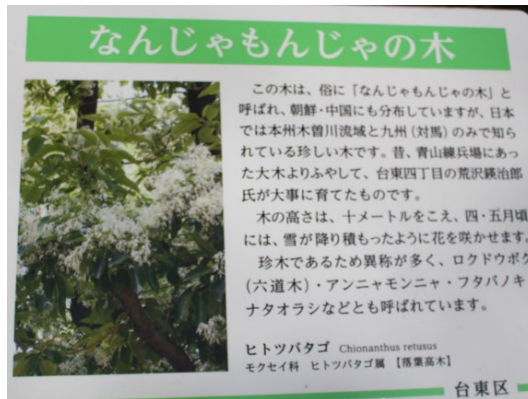 なんじゃもんじゃの木
この木は、俗に「なんじゃもんじゃの木」と
呼ばれ、朝鮮・中国にも分布していますが、日本
では本州木曽川流域と九州(対馬)のみで知ら
れている珍しい木です。昔、青山練兵場にあっ
た大木よりふやして、台東四丁目の荒沢鍈治郎
氏が大事に育てたものです。
木の高さは、十メートルをこえ、四・五月頃
には、雪が降り積もったように花を咲かせます。
珍木であるため異称が多く、ロクドウボク
(六道木)・アンニャモンニャ・フタバノキ
ナタオラシなどとも呼ばれています。
ヒトツバタゴ Chionanthus retusus
モクセイ科 ヒトツバタゴ属 【落葉高木】
台東区